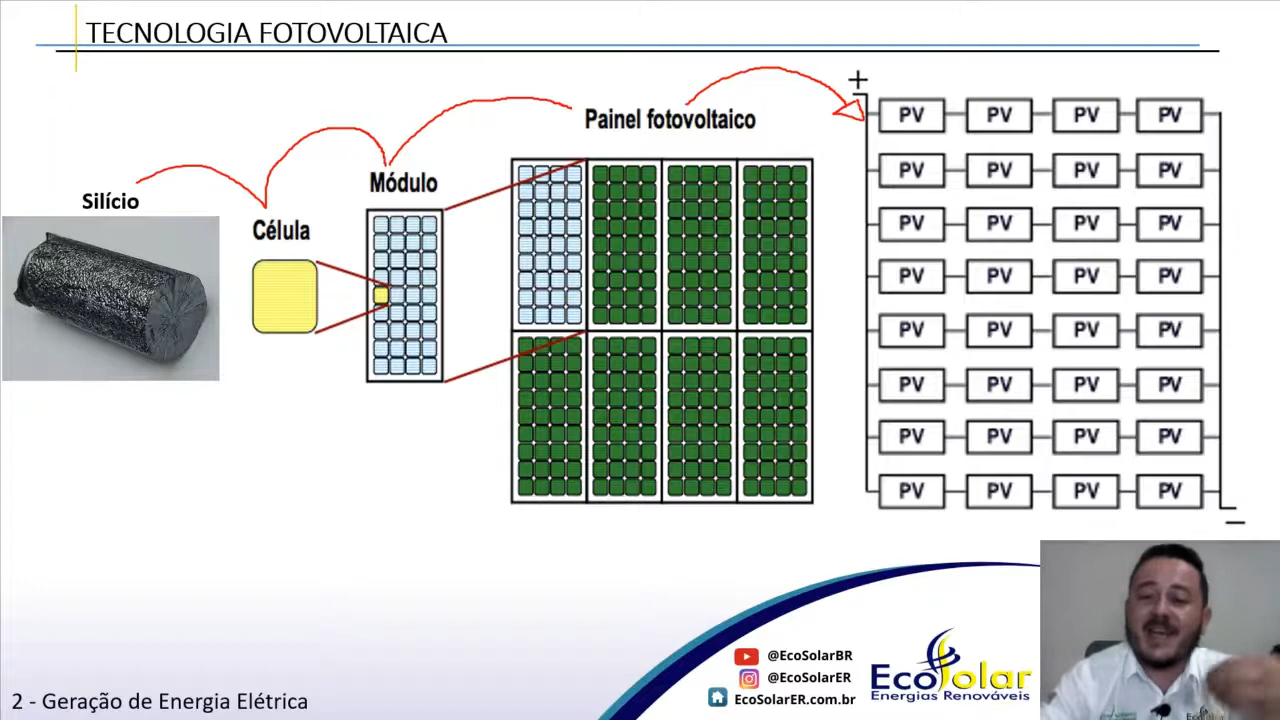 TECNOLOGIA FOTOVOLTAICA
Silício
Célula
Módulo
Painel fotovoltaico
+
PV PV PV PV
PV PV PV PV
PV PV PV PV
PV PV PV PV
PV PV PV PV
PV PV PV PV
PV PV PV PV
PV PV PV PV
–
@EcoSolarBR
@EcoSolarER
EcoSolarER.com.br
EcoSolar
Energias Renováveis
2 - Geração de Energia Elétrica